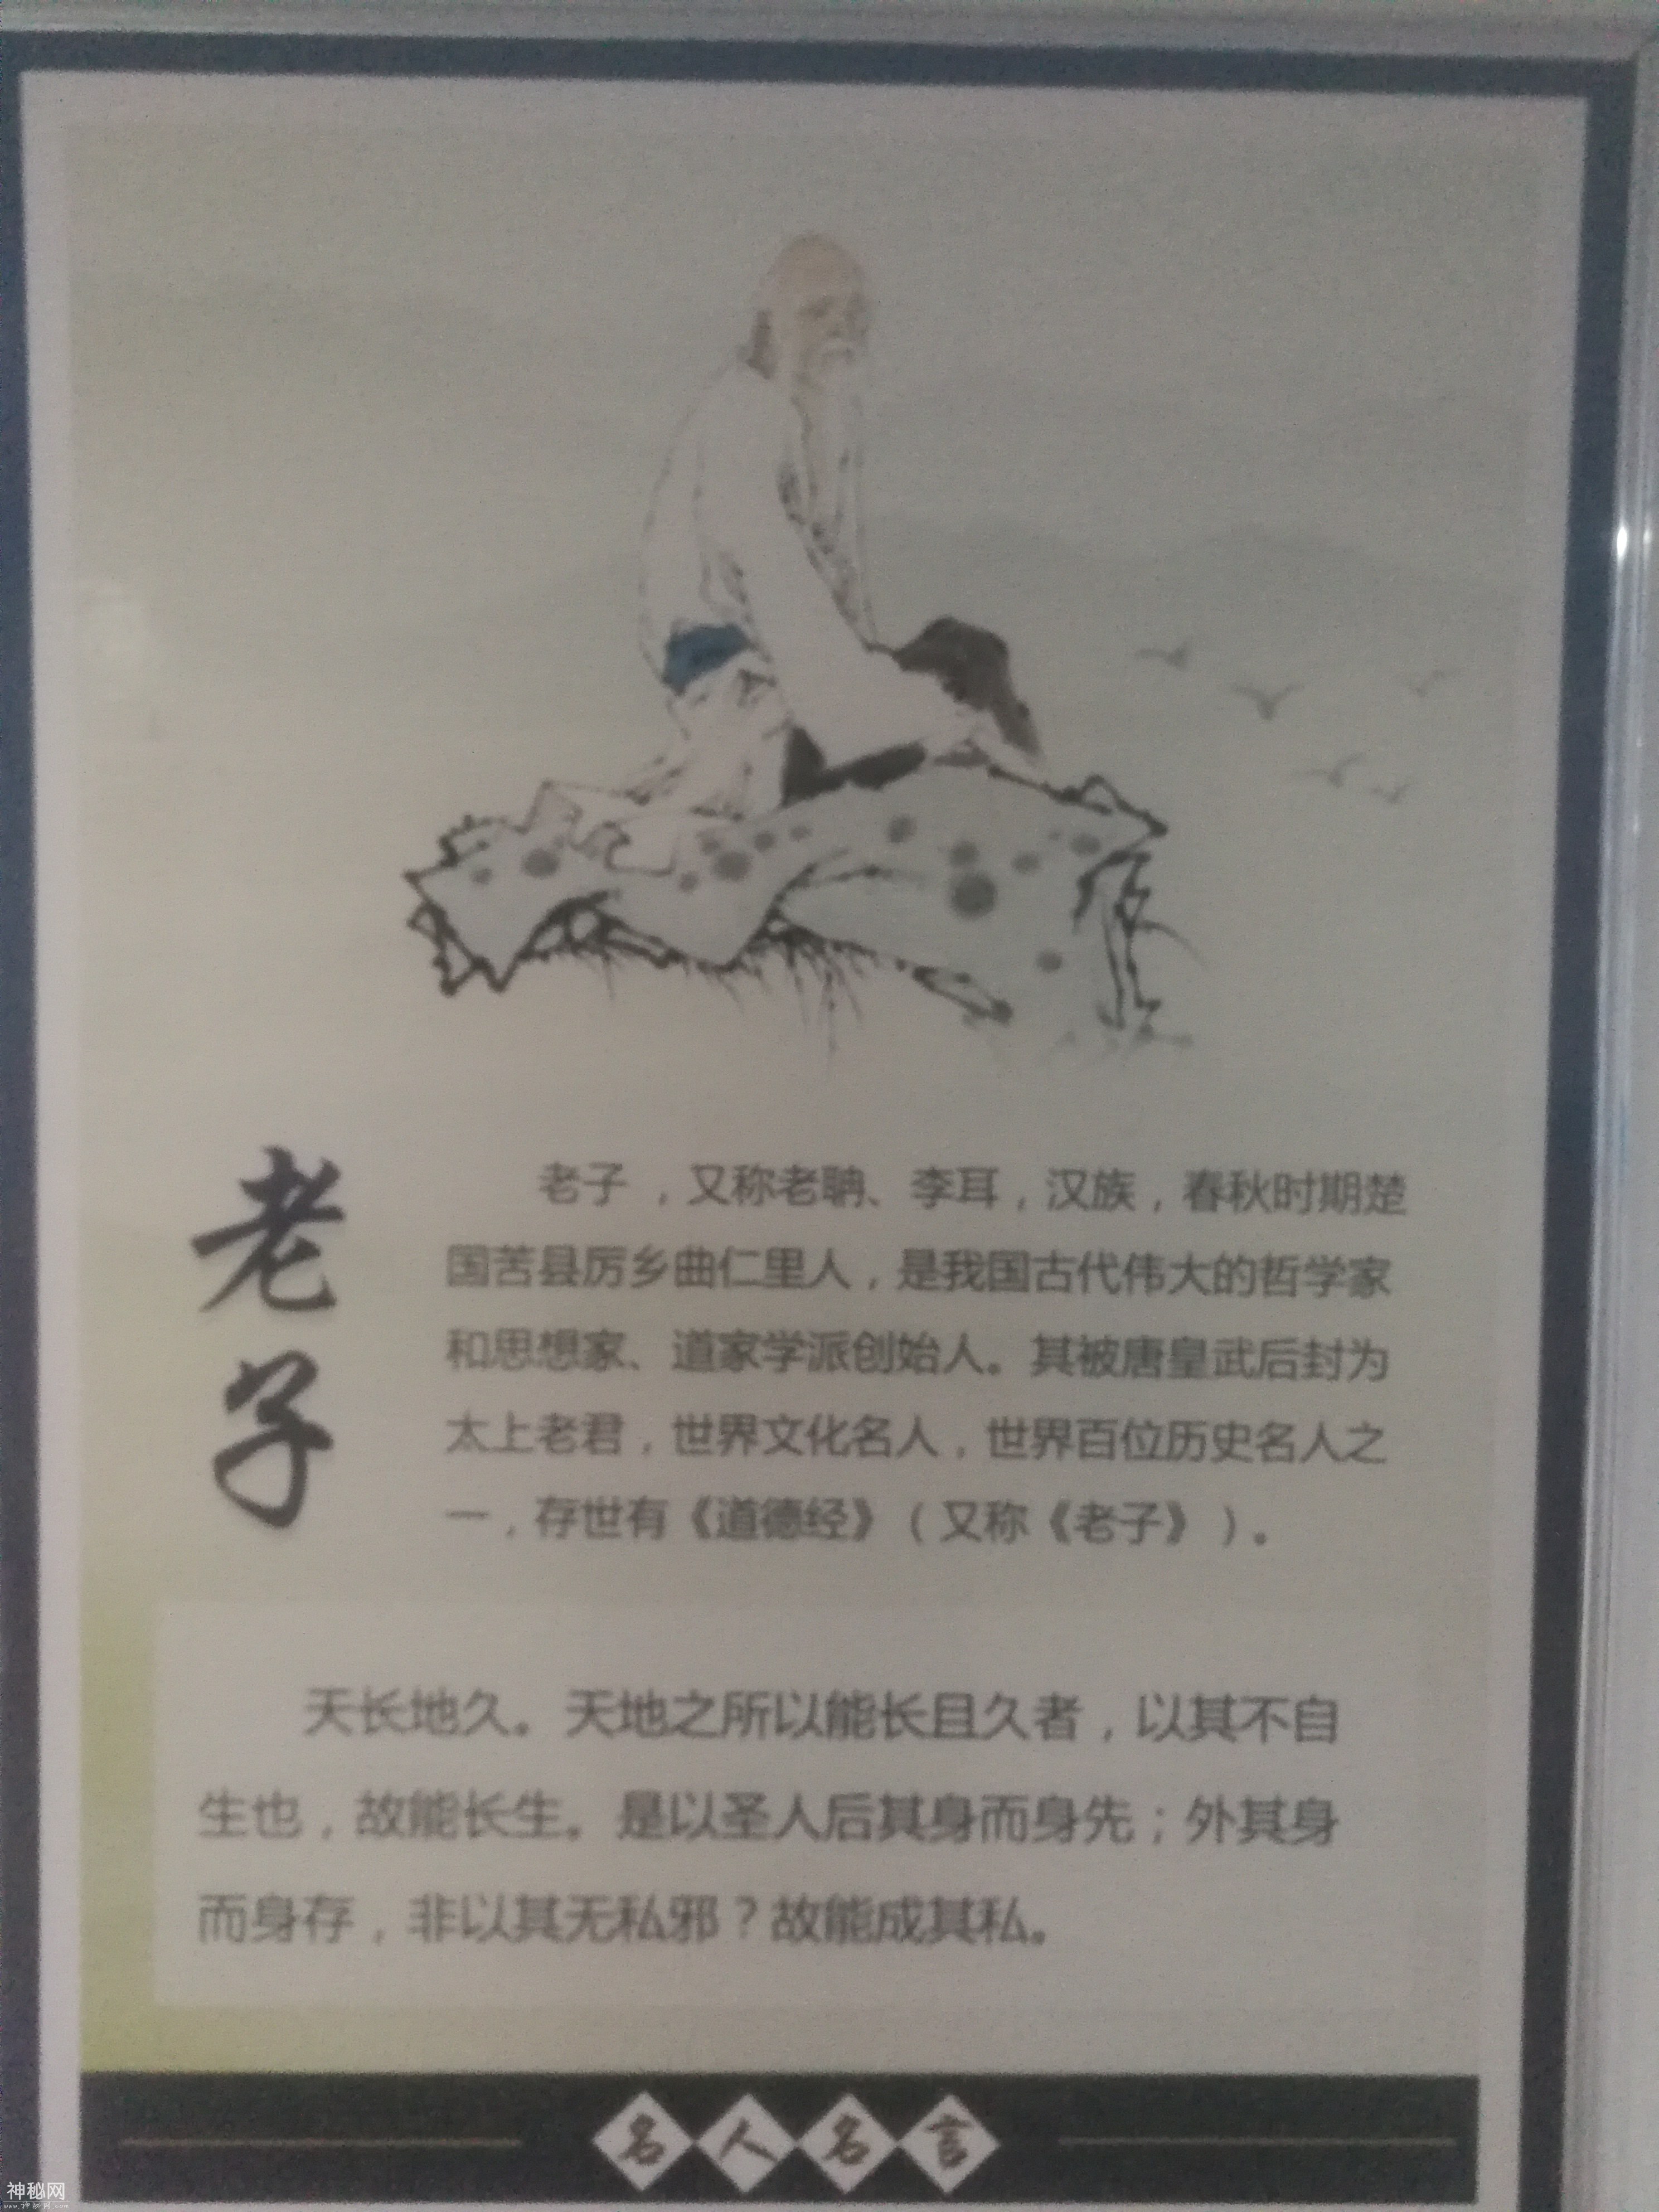 老子
老子，又称老聃、李耳，汉族，春秋时期楚
国苦县厉乡曲仁里人，是我国古代伟大的哲学家
和思想家、道家学派创始人。其被唐皇武后封为
太上老君，世界文化名人，世界百位历史名人之
一，存世有《道德经》（又称《老子》）。
天长地久。天地之所以能长且久者，以其不自
生也，故能长生。是以圣人后其身而身先；外其身
而身存，非以其无私邪？故能成其私。
名人名言
神秘网